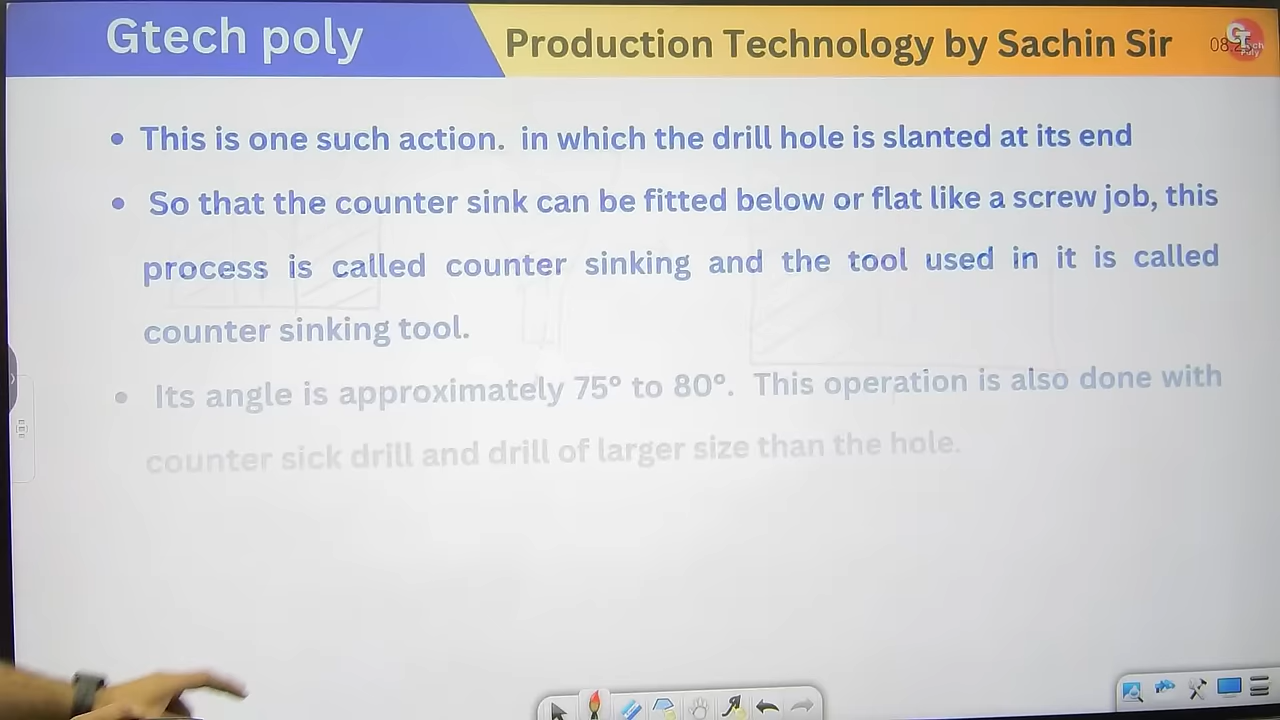 Gtech poly
Production Technology by Sachin Sir
• This is one such action. in which the drill hole is slanted at its end
• So that the counter sink can be fitted below or flat like a screw job, this
process is called counter sinking and the tool used in it is called
counter sinking tool.
• Its angle is approximately 75° to 80°. This operation is also done with
counter sick drill and drill of larger size than the hole.